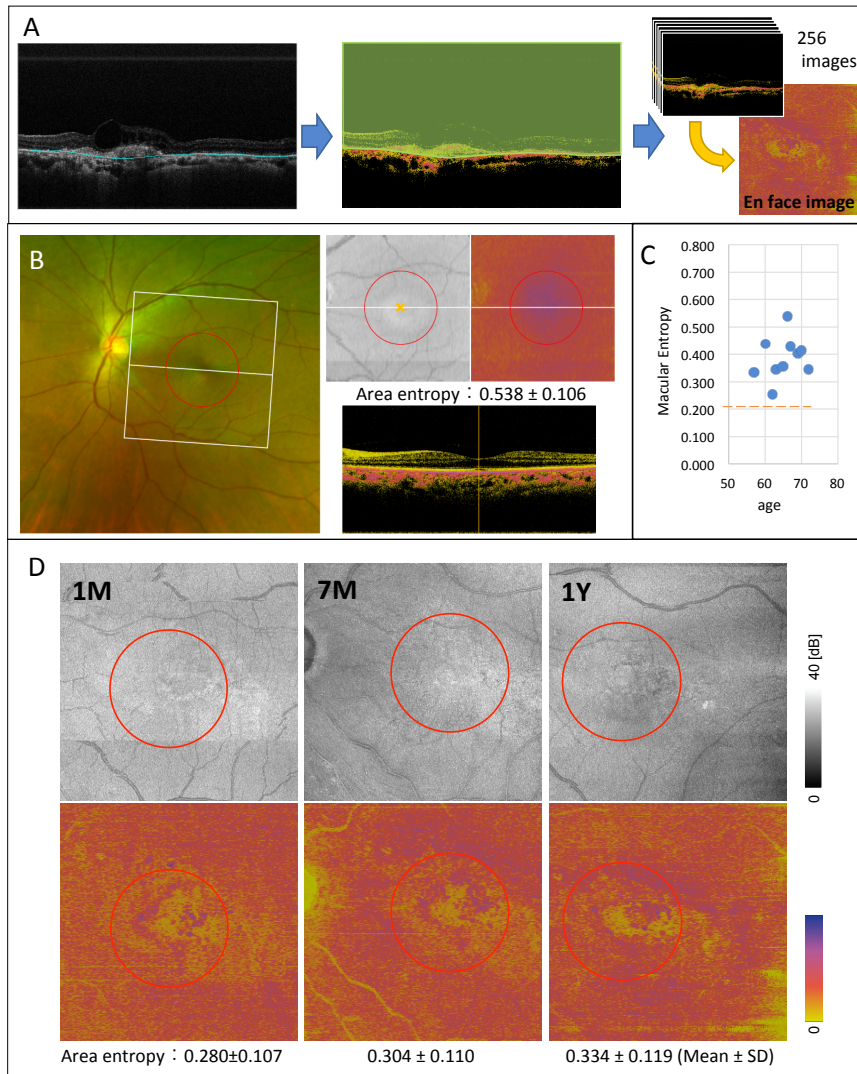 A
256
images
En face image
B
Area entropy：0.538 ± 0.106
C
Macular Entropy
0.800
0.700
0.600
0.500
0.400
0.300
0.200
0.100
0.000
50 60 70 80
age
D
1M 7M 1Y
40 [dB]
0
0
Area entropy：0.280±0.107 0.304 ± 0.110 0.334 ± 0.119 (Mean ± SD)